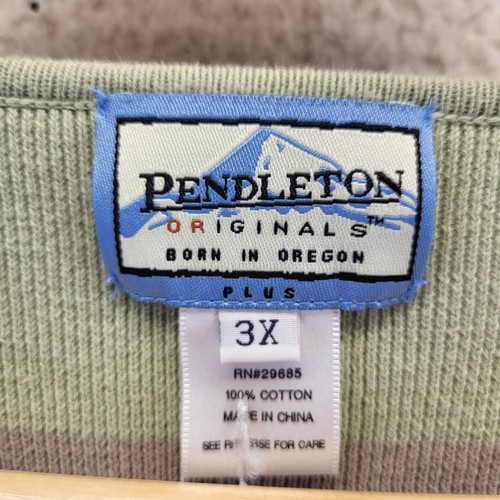 PENDLETON
ORIGINALS™
BORN IN OREGON
PLUS
3X
RN#29685
100% COTTON
MADE IN CHINA
SEE REVERSE FOR CARE